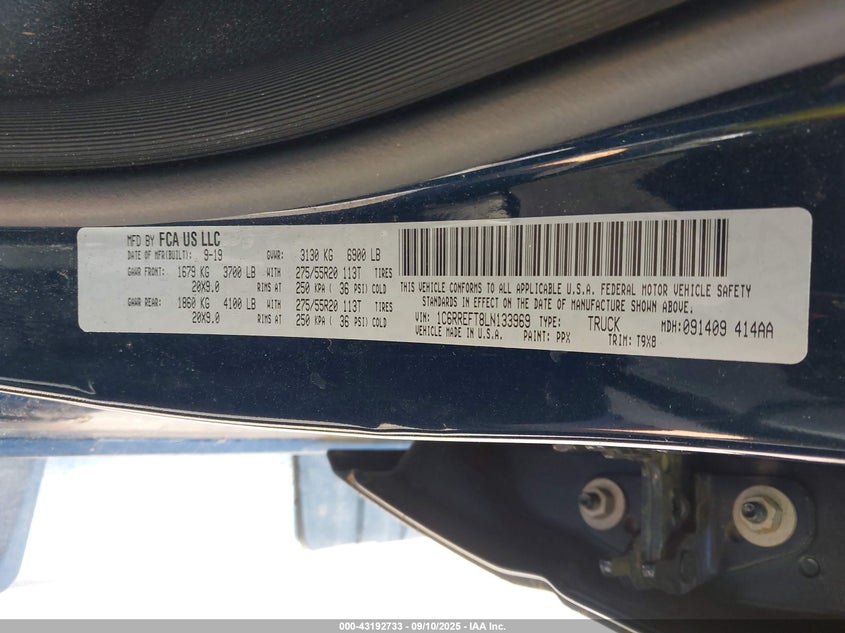 MFD BY FCA US LLC
DATE OF MFR(BUILT): 9-19 GVWR: 3130 KG 6900 LB
GAWR FRONT: 1679 KG 3700 LB WITH 275/55R20 113T TIRES
20X9.0 RIMS AT 250 KPA ( 36 PSI) COLD
GAWR REAR: 1860 KG 4100 LB WITH 275/55R20 113T TIRES
20X9.0 RIMS AT 250 KPA ( 36 PSI) COLD
THIS VEHICLE CONFORMS TO ALL APPLICABLE U.S.A. FEDERAL MOTOR VEHICLE SAFETY
STANDARDS IN EFFECT ON THE DATE OF MANUFACTURE SHOWN ABOVE.
VIN: 1C6RREFT8LN133969 TYPE: TRUCK MDH:091409 414AA
VEHICLE MADE IN U.S.A. PAINT: PPX TRIM: T9X8
000-43192733 - 09/10/2025 - IAA Inc.